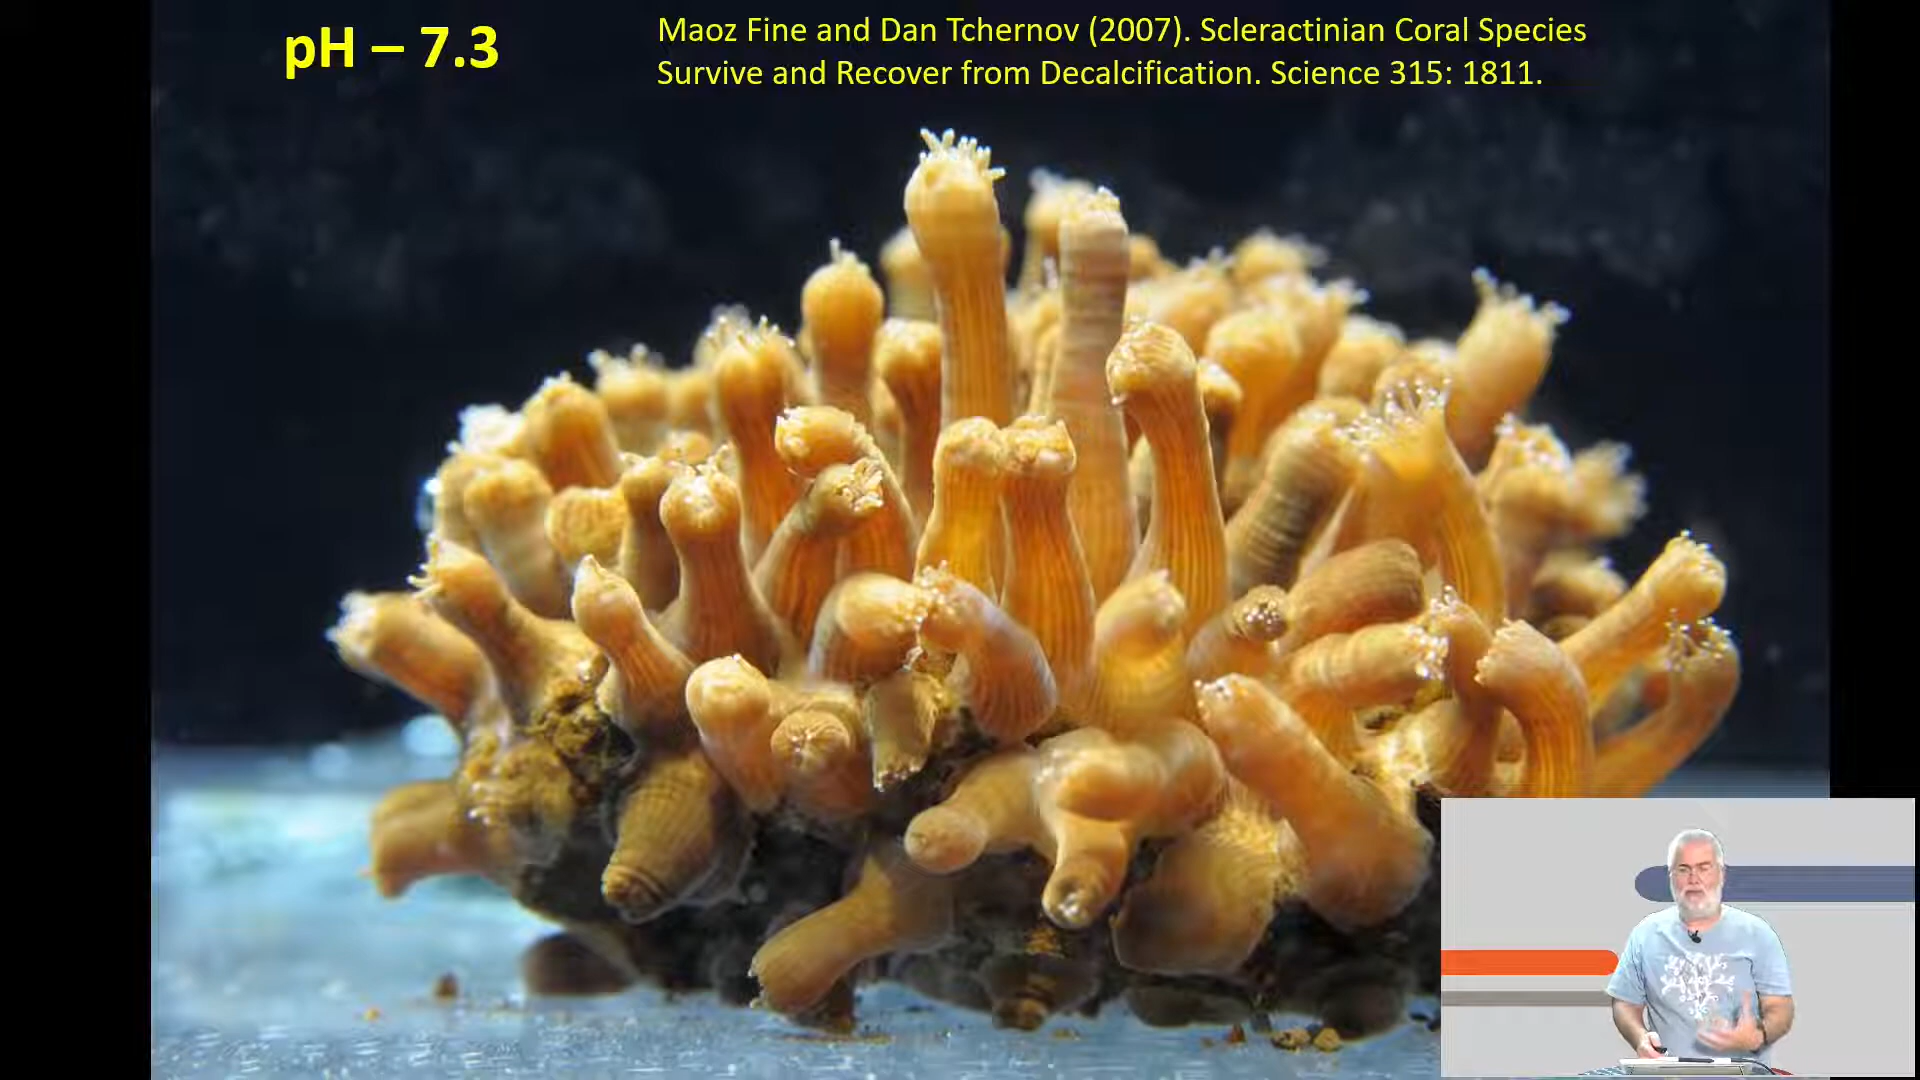 pH – 7.3
Maoz Fine and Dan Tchernov (2007). Scleractinian Coral Species
Survive and Recover from Decalcification. Science 315: 1811.